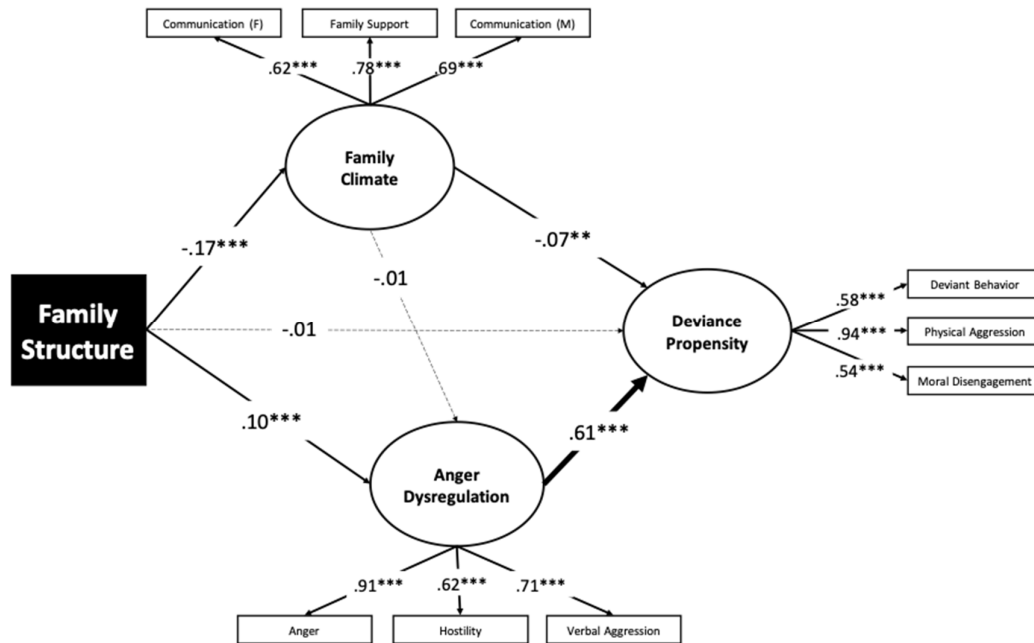 Communication (F)
Family Support
Communication (M)
.62***
.78***
.69***
Family
Climate
-.17***
-.07**
-.01
Family
Structure
-.01
Deviance
Propensity
.58***
Deviant Behavior
.94***
Physical Aggression
.54***
Moral Disengagement
.10***
.61***
Anger
Dysregulation
.91***
.62***
.71***
Anger
Hostility
Verbal Aggression